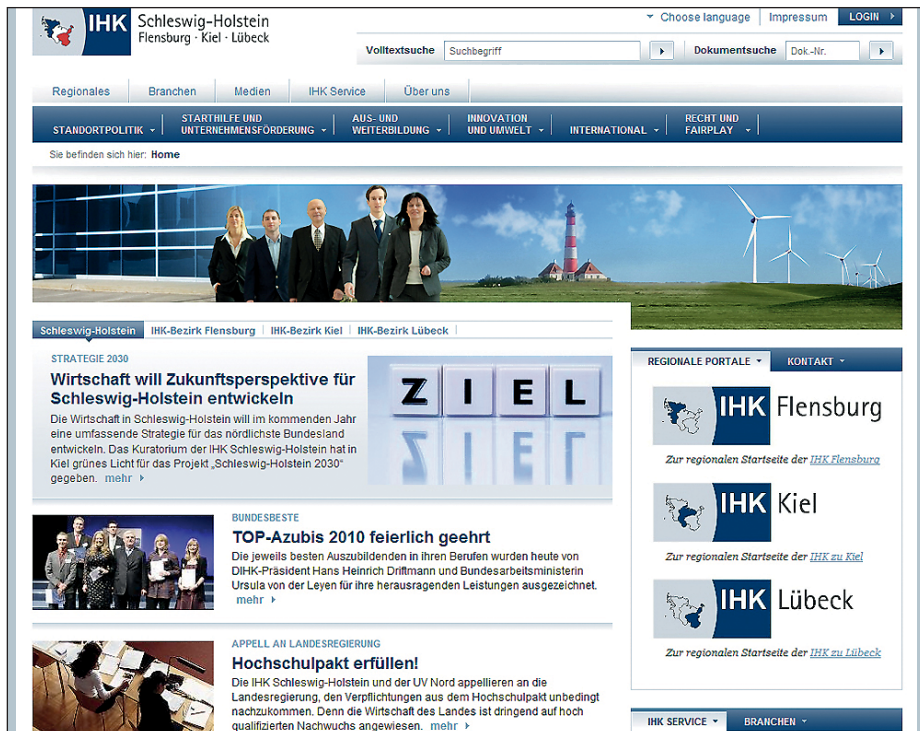 IHK Schleswig-Holstein
Flensburg · Kiel · Lübeck
Choose language | Impressum LOGIN
Volltextsuche Suchbegriff Dokumentsuche Dok.-Nr.
Regionales Branchen Medien IHK Service Über uns
STANDORTPOLITIK
STARTHILFE UND
UNTERNEHMENSFÖRDERUNG
AUS- UND
WEITERBILDUNG
INNOVATION
UND UMWELT
INTERNATIONAL
RECHT UND
FAIRPLAY
Sie befinden sich hier: Home
Schleswig-Holstein IHK-Bezirk Flensburg | IHK-Bezirk Kiel | IHK-Bezirk Lübeck |
STRATEGIE 2030
Wirtschaft will Zukunftsperspektive für
Schleswig-Holstein entwickeln
Die Wirtschaft in Schleswig-Holstein will im kommenden Jahr
eine umfassende Strategie für das nördlichste Bundesland
entwickeln. Das Kuratorium der IHK Schleswig-Holstein hat in
Kiel grünes Licht für das Projekt „Schleswig-Holstein 2030“
gegeben. mehr
ZIEL
BUNDESBESTE
TOP-Azubis 2010 feierlich geehrt
Die jeweils besten Auszubildenden in ihren Berufen wurden heute von
DIHK-Präsident Hans Heinrich Driftmann und Bundesarbeitsministerin
Ursula von der Leyen für ihre herausragenden Leistungen ausgezeichnet.
mehr
APPELL AN LANDESREGIERUNG
Hochschulpakt erfüllen!
Die IHK Schleswig-Holstein und der UV Nord appellieren an die
Landesregierung, den Verpflichtungen aus dem Hochschulpakt unbedingt
nachzukommen. Denn die Wirtschaft des Landes ist dringend auf hoch
qualifizierten Nachwuchs angewiesen. mehr
REGIONALE PORTALE KONTAKT
IHK Flensburg
Zur regionalen Startseite der IHK Flensburg
IHK Kiel
Zur regionalen Startseite der IHK zu Kiel
IHK Lübeck
Zur regionalen Startseite der IHK zu Lübeck
IHK SERVICE BRANCHEN